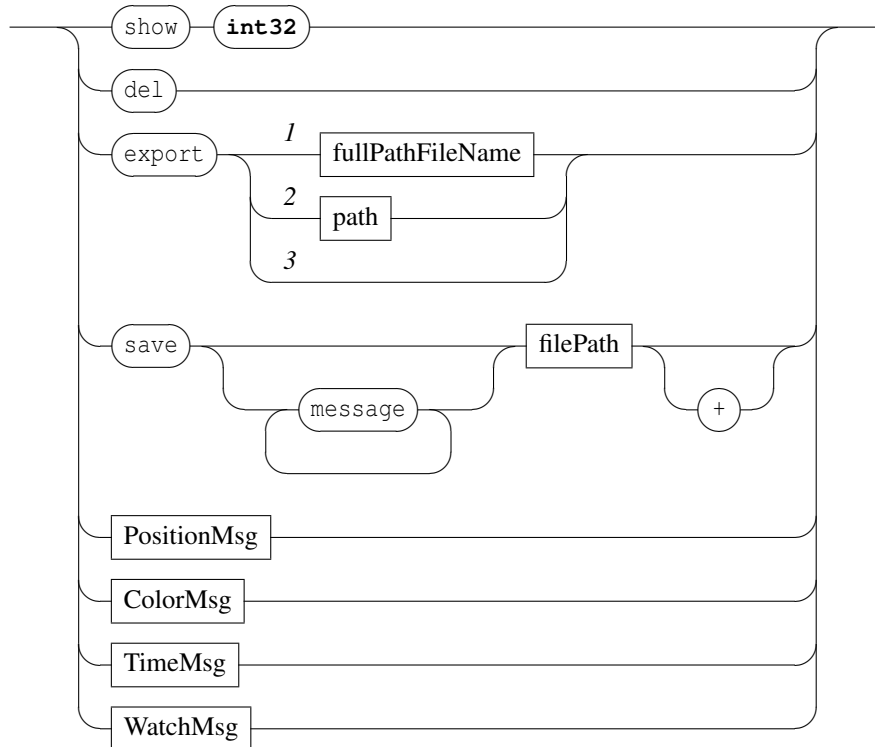 show int32
del
export 1 fullPathFileName
2 path
3
save filePath
message +
PositionMsg
ColorMsg
TimeMsg
WatchMsg